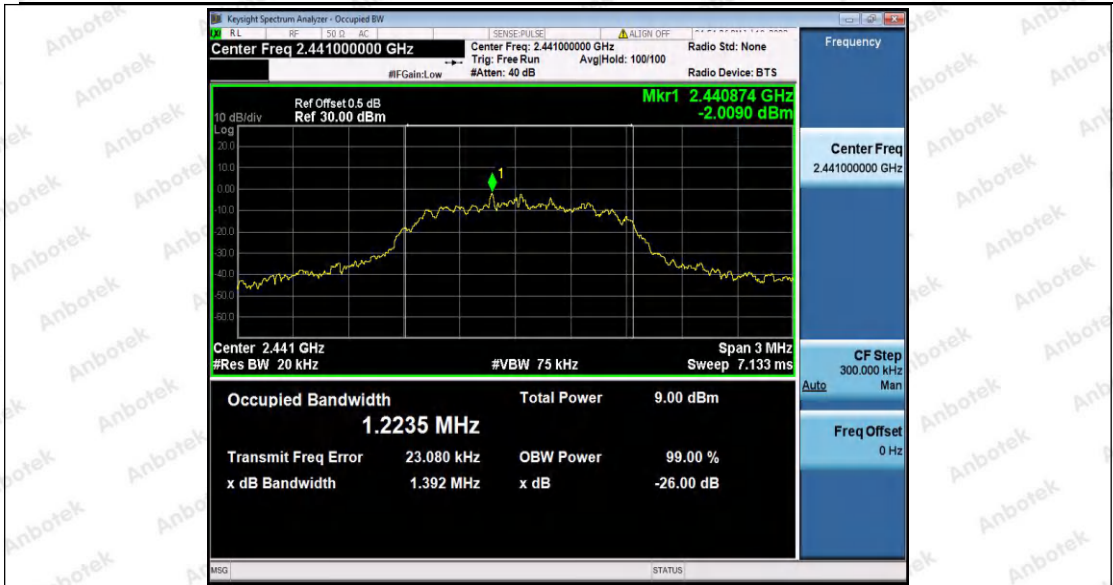 Keysight Spectrum Analyzer - Occupied BW
RL RF 50 Ω AC SENSE:PULSE ALIGN OFF
Center Freq 2.441000000 GHz
Center Freq: 2.441000000 GHz
Radio Std: None
Trig: Free Run Avg|Hold: 100/100
#IFGain:Low #Atten: 40 dB
Radio Device: BTS
Ref Offset 0.5 dB
10 dB/div Ref 30.00 dBm
Mkr1 2.440874 GHz
-2.0090 dBm
Log
20.0
10.0
0.00
-10.0
-20.0
-30.0
-40.0
-50.0
-60.0
1
Center 2.441 GHz Span 3 MHz
#Res BW 20 kHz #VBW 75 kHz Sweep 7.133 ms
Occupied Bandwidth Total Power 9.00 dBm
1.2235 MHz
Transmit Freq Error 23.080 kHz OBW Power 99.00 %
x dB Bandwidth 1.392 MHz x dB -26.00 dB
MSG STATUS
Frequency
Center Freq
2.441000000 GHz
CF Step
300.000 kHz
Auto Man
Freq Offset
0 Hz
Anbotek